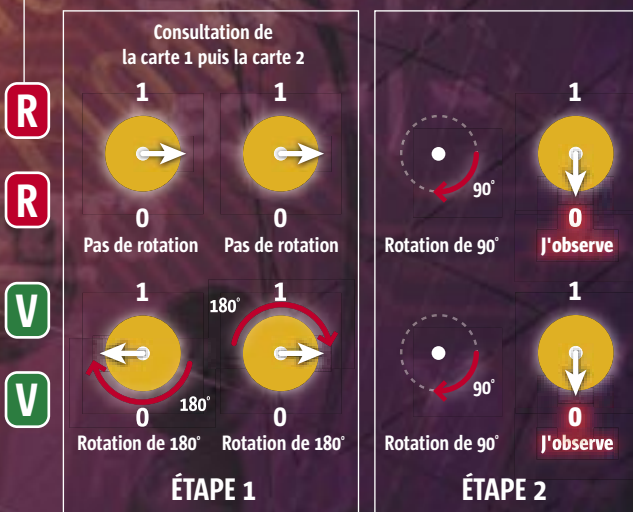 Consultation de
la carte 1 puis la carte 2
R
R
1 1
0 0
Pas de rotation Pas de rotation
1
90°
0
Rotation de 90° J'observe
V
V
1 180° 1
0 180° 0
Rotation de 180° Rotation de 180°
1
90°
0
Rotation de 90° J'observe
ÉTAPE 1 ÉTAPE 2